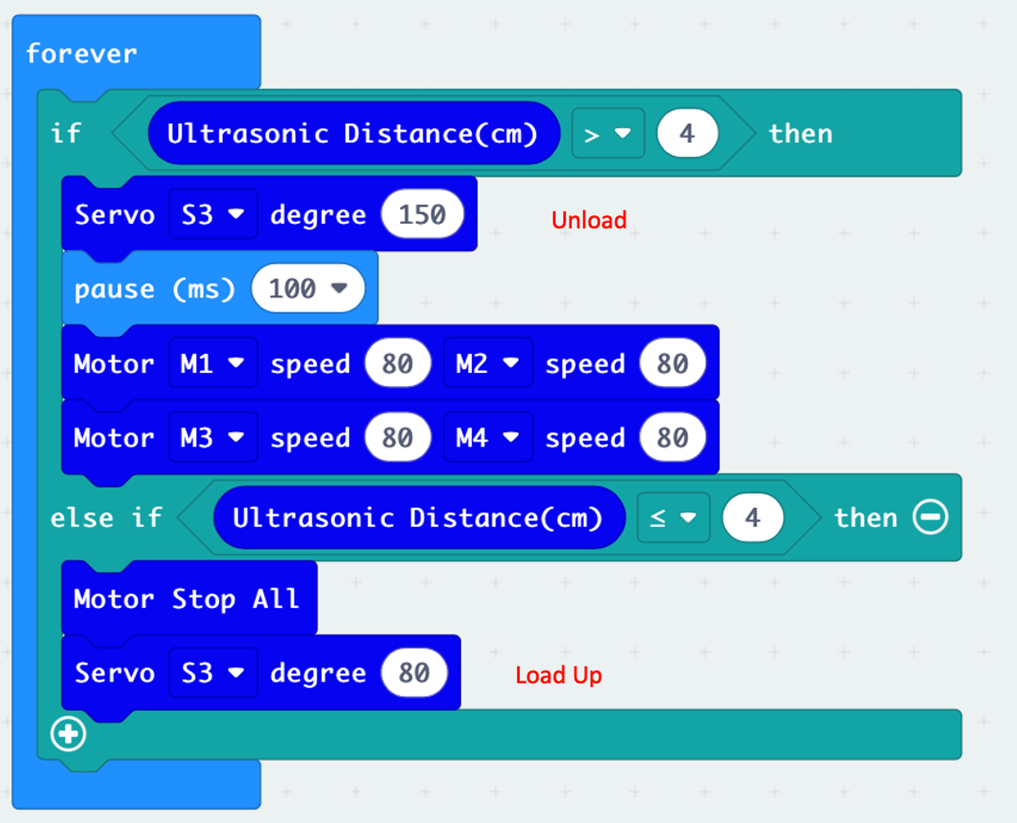 forever
if Ultrasonic Distance(cm) > 4 then
Servo S3 degree 150 Unload
pause (ms) 100
Motor M1 speed 80 M2 speed 80
Motor M3 speed 80 M4 speed 80
else if Ultrasonic Distance(cm) ≤ 4 then
Motor Stop All
Servo S3 degree 80 Load Up